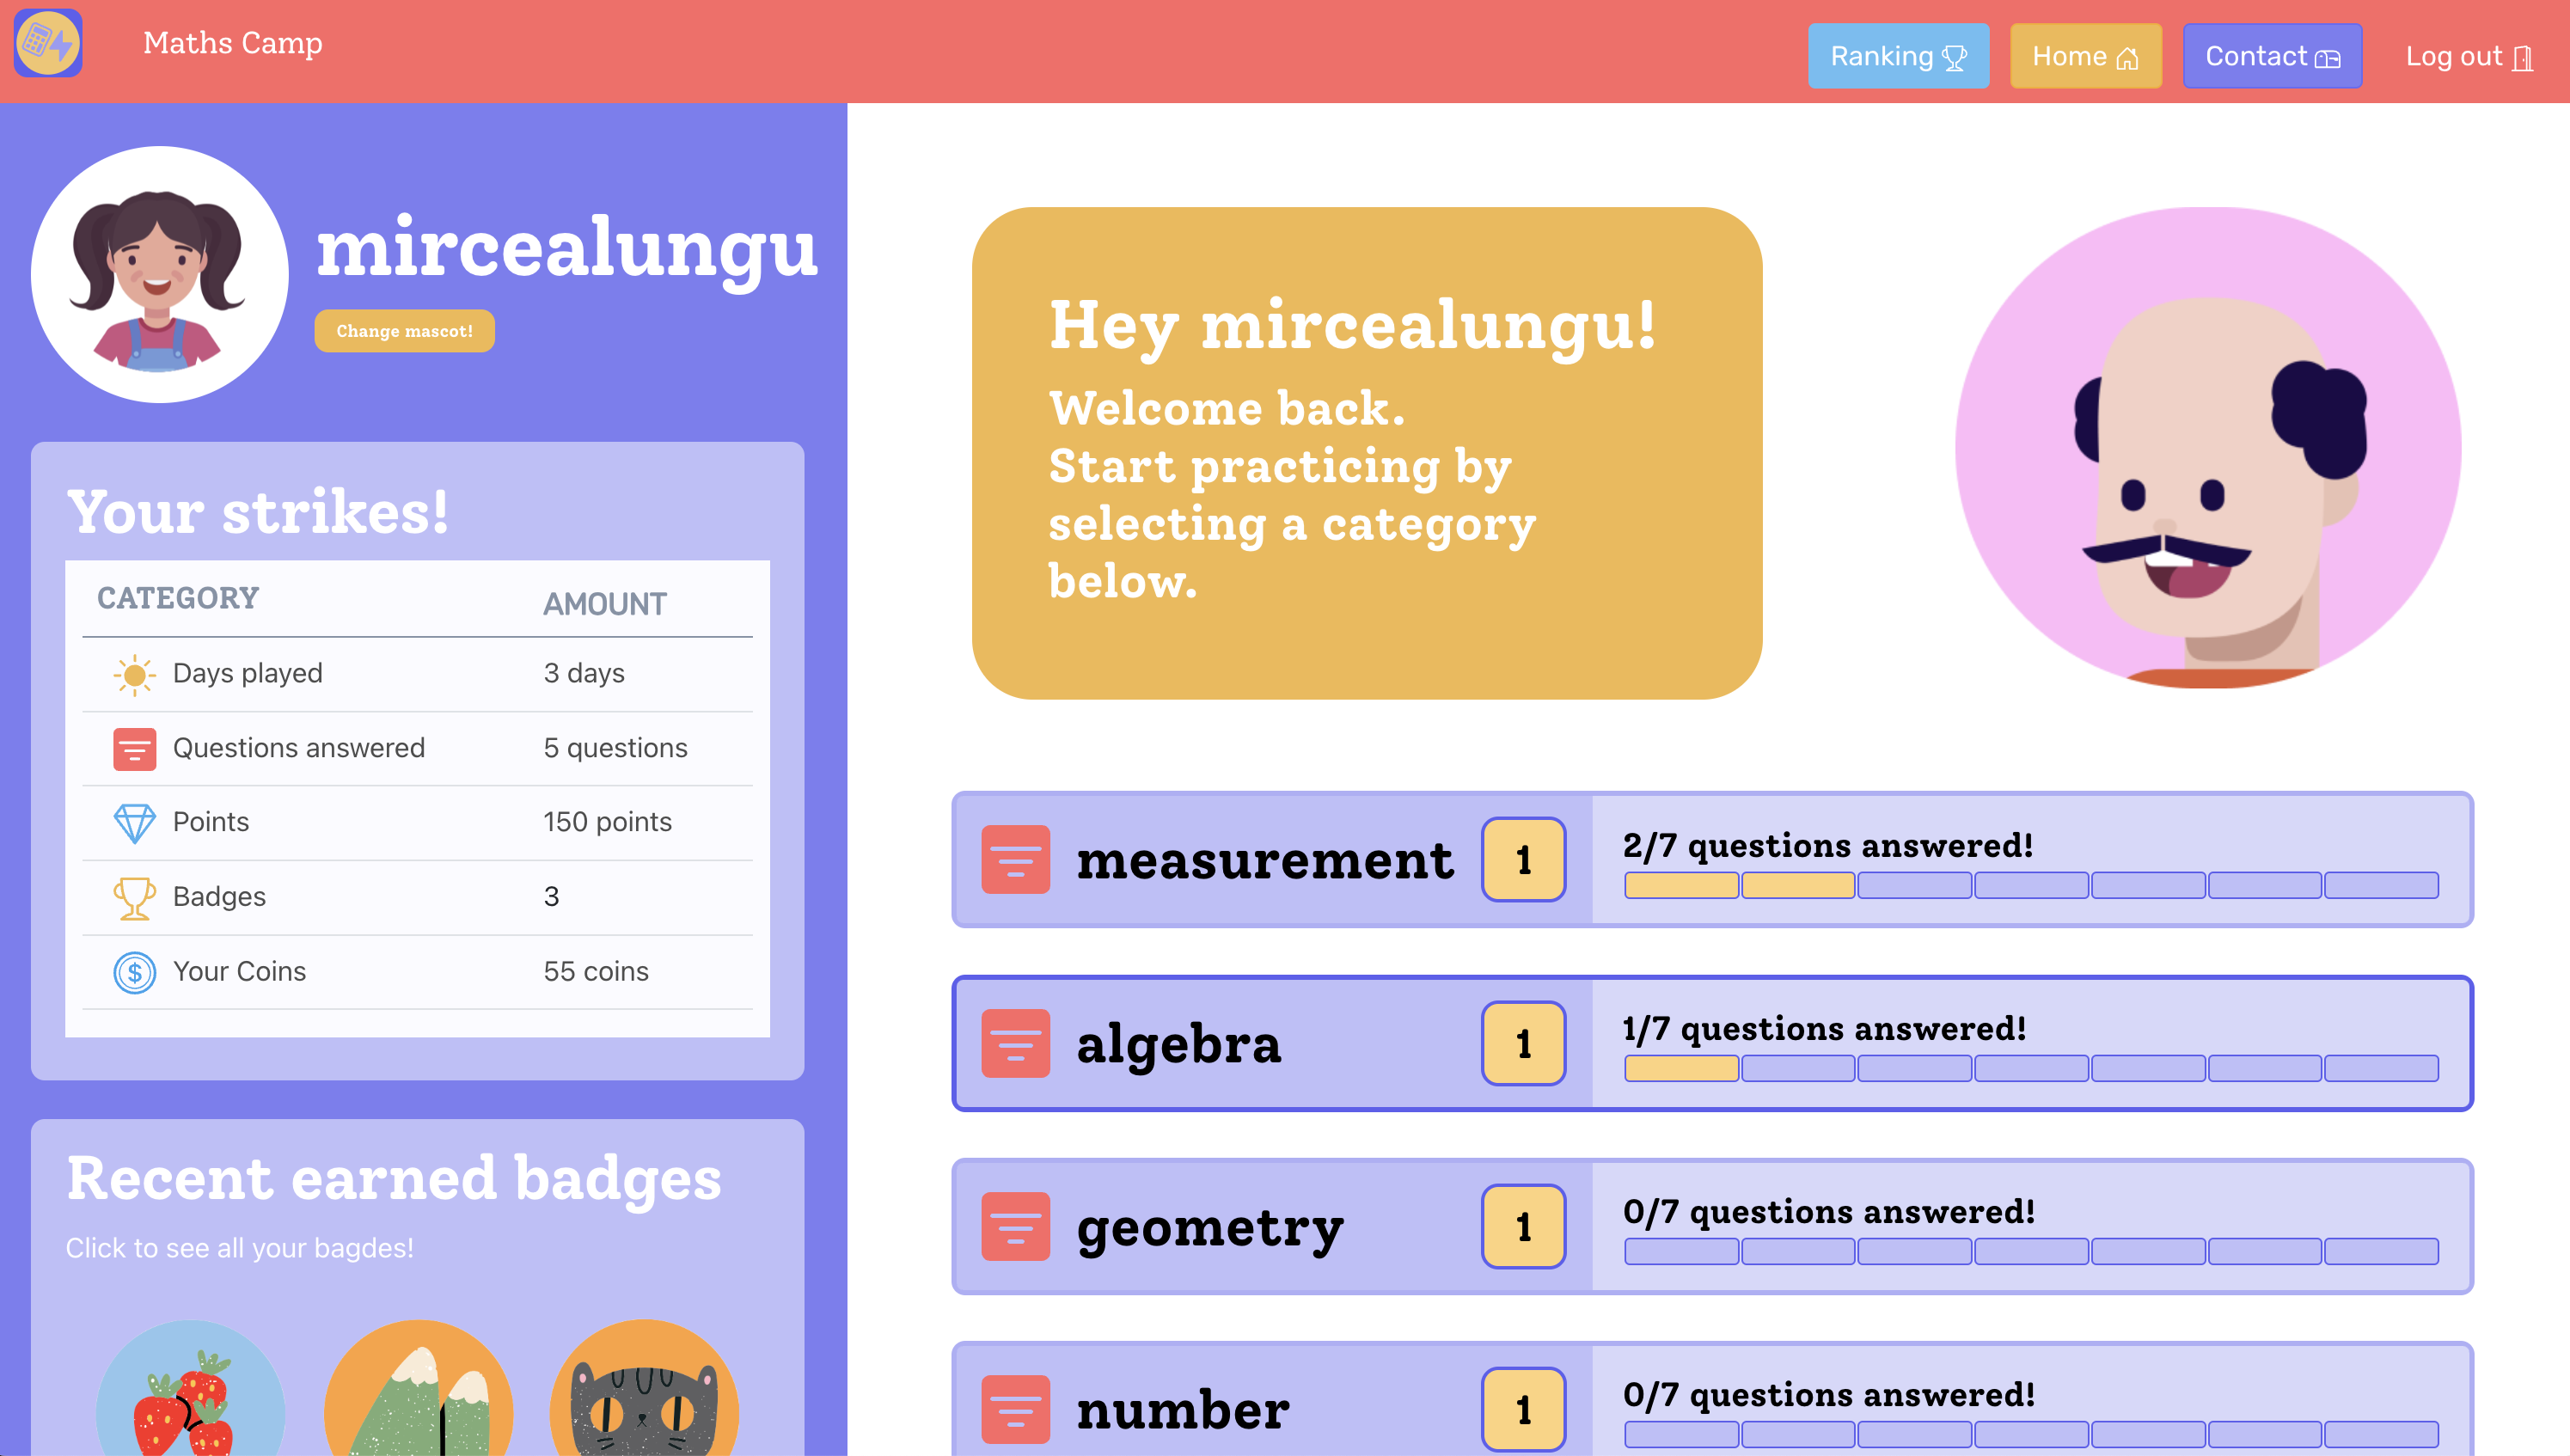 Maths Camp
Ranking
Home
Contact
Log out
mircealungu
Change mascot!
Your strikes!
CATEGORY AMOUNT
Days played 3 days
Questions answered 5 questions
Points 150 points
Badges 3
$ Your Coins 55 coins
Recent earned badges
Click to see all your bagdes!
Hey mircealungu!
Welcome back.
Start practicing by
selecting a category
below.
measurement 1 2/7 questions answered!
algebra 1 1/7 questions answered!
geometry 1 0/7 questions answered!
number 1 0/7 questions answered!